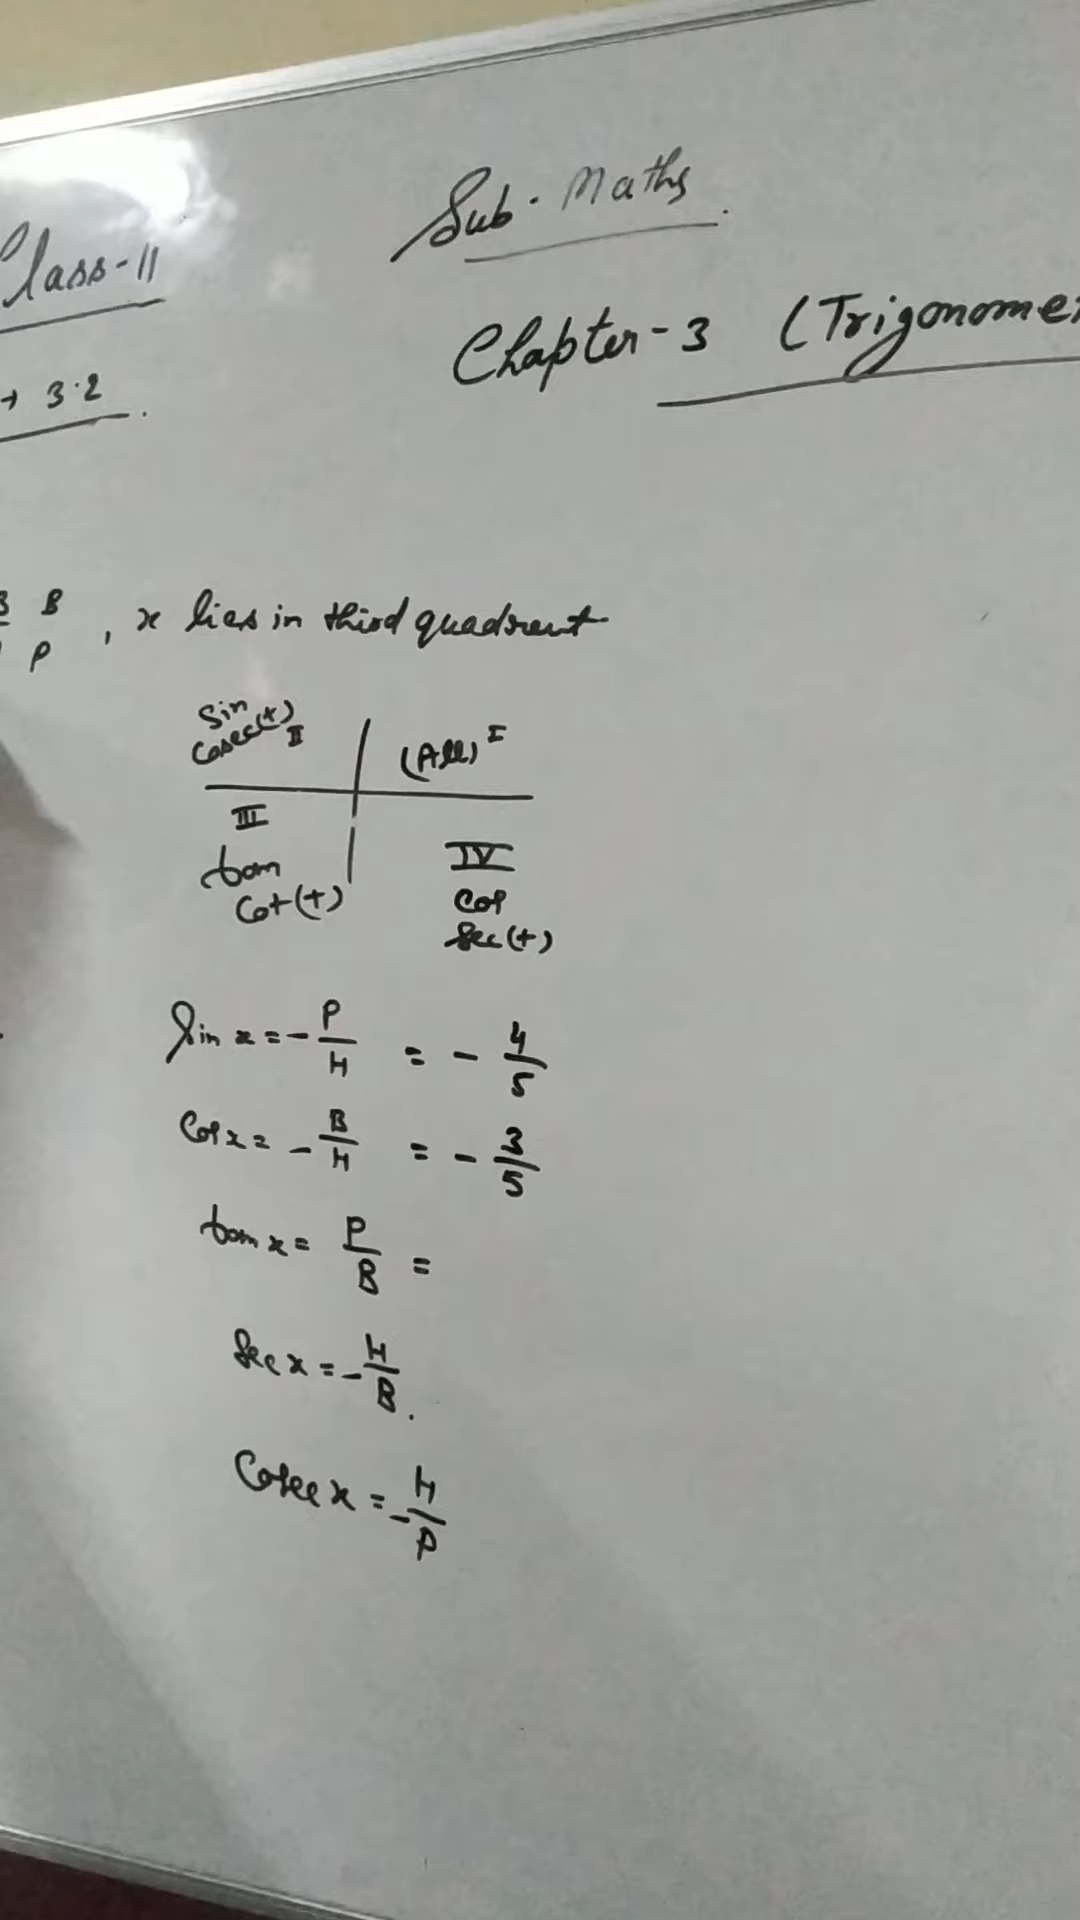 Sub. Maths
Class-11
Chapter-3 (Trigonome
→ 3.2
3 B
P , x lies in third quadrent
Sin
Cosec(+) II
(All) I
III
tan
Cot(+)
IV
Cos
Sec(+)
Sin x = - P/H = - 4/5
Cos x = - B/H = - 3/5
tan x = P/B =
Sec x = - H/B.
Cosec x = - H/P